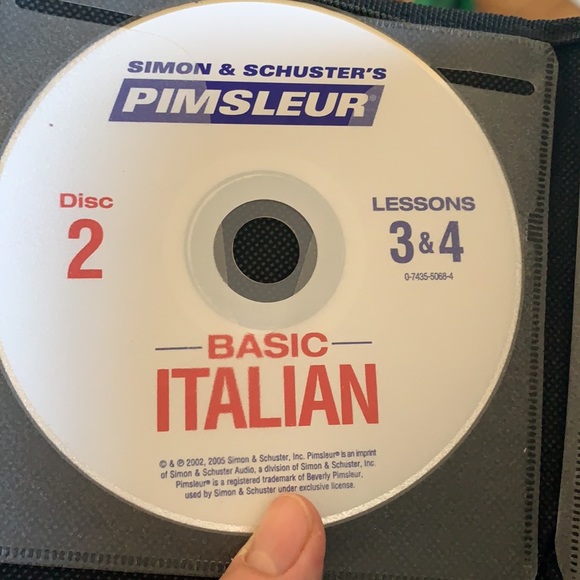 SIMON & SCHUSTER'S
PIMSLEUR®
Disc
2
LESSONS
3 & 4
0-7435-5068-4
BASIC
ITALIAN
© & ℗ 2002, 2005 Simon & Schuster, Inc. Pimsleur® is an imprint
of Simon & Schuster Audio, a division of Simon & Schuster, Inc.
Pimsleur® is a registered trademark of Beverly Pimsleur,
used by Simon & Schuster under exclusive license.